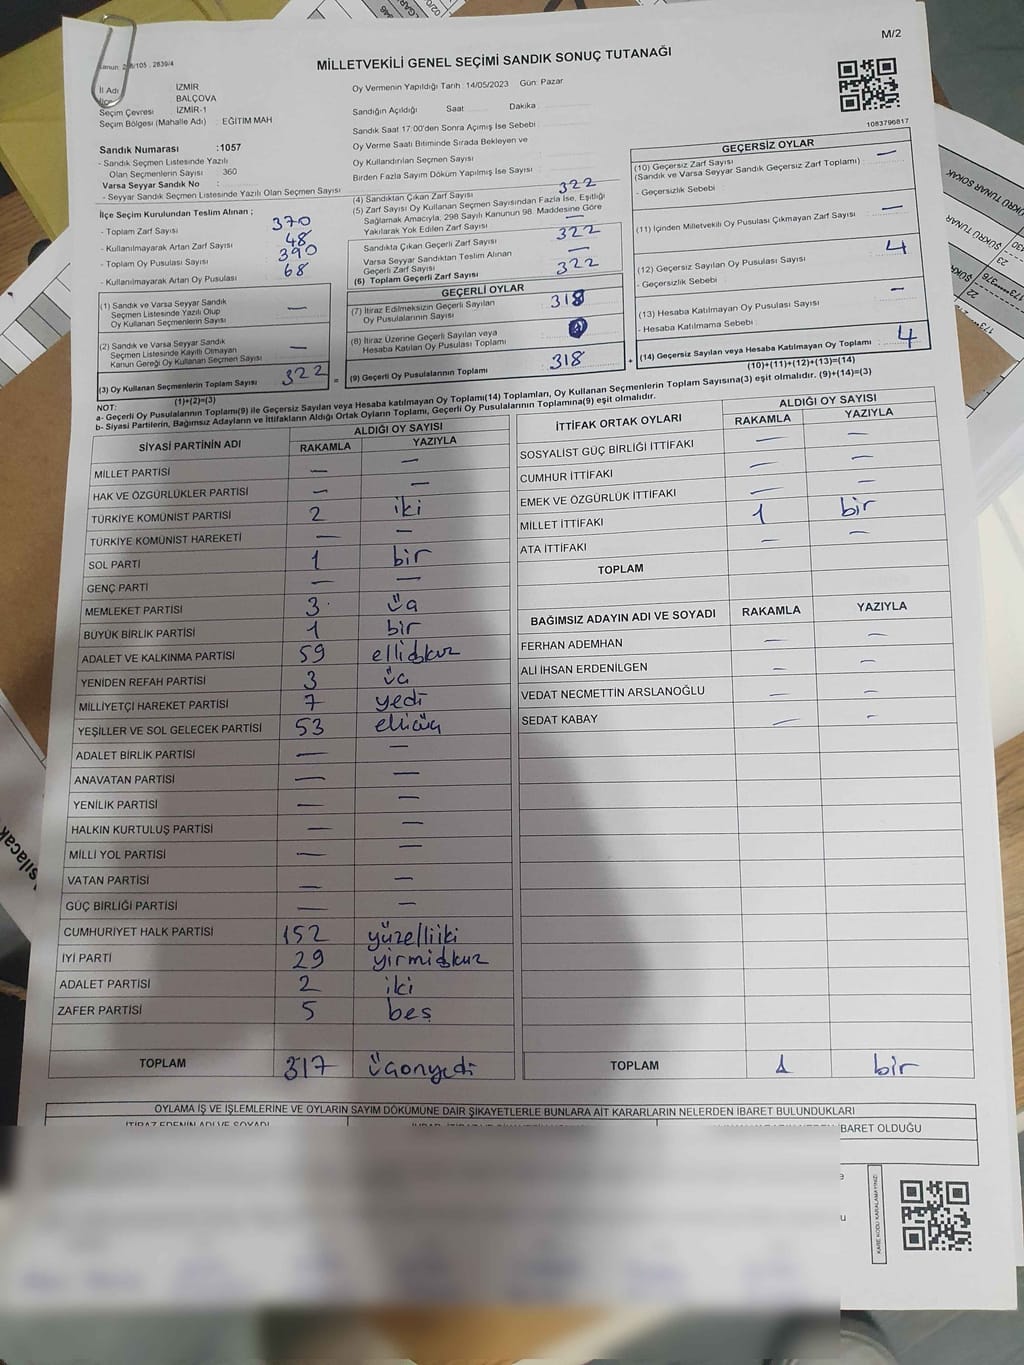 M/2
Kanun: 298/105 , 2839/4
MİLLETVEKİLİ GENEL SEÇİMİ SANDIK SONUÇ TUTANAĞI
1083796817
İl Adı İZMİR
BALÇOVA
Seçim Çevresi İZMİR-1
Seçim Bölgesi (Mahalle Adı) : EĞİTİM MAH
Sandık Numarası :1057
- Sandık Seçmen Listesinde Yazılı
Olan Seçmenlerin Sayısı 360
Varsa Seyyar Sandık No :
- Seyyar Sandık Seçmen Listesinde Yazılı Olan Seçmen Sayısı
İlçe Seçim Kurulundan Teslim Alınan ;
- Toplam Zarf Sayısı 370
- Kullanılmayarak Artan Zarf Sayısı 48
- Toplam Oy Pusulası Sayısı 390
- Kullanılmayarak Artan Oy Pusulası 68
(1) Sandık ve Varsa Seyyar Sandık
Seçmen Listesinde Yazılı Olup
Oy Kullanan Seçmenlerin Sayısı —
(2) Sandık ve Varsa Seyyar Sandık
Seçmen Listesinde Kayıtlı Olmayan
Kanun Gereği Oy Kullanan Seçmen Sayısı —
(3) Oy Kullanan Seçmenlerin Toplam Sayısı 322 =
(1)+(2)=(3)
Oy Vermenin Yapıldığı Tarih :14/05/2023 Gün: Pazar
Sandığın Açıldığı Saat Dakika
Sandık Saat 17:00'den Sonra Açımış İse Sebebi :
Oy Verme Saati Bitiminde Sırada Bekleyen ve
Oy Kullandırılan Seçmen Sayısı
Birden Fazla Sayım Döküm Yapılmış İse Sayısı
(4) Sandıktan Çıkan Zarf Sayısı 322
(5) Zarf Sayısı Oy Kullanan Seçmen Sayısından Fazla İse, Eşitliği
Sağlamak Amacıyla, 298 Sayılı Kanunun 98. Maddesine Göre
Yakılarak Yok Edilen Zarf Sayısı —
Sandıkta Çıkan Geçerli Zarf Sayısı 322
Varsa Seyyar Sandıktan Teslim Alınan
Geçerli Zarf Sayısı —
(6) Toplam Geçerli Zarf Sayısı 322
GEÇERLİ OYLAR
(7) İtiraz Edilmeksizin Geçerli Sayılan
Oy Pusulalarının Sayısı 318
(8) İtiraz Üzerine Geçerli Sayılan veya
Hesaba Katılan Oy Pusulası Toplamı
(9) Geçerli Oy Pusulalarının Toplamı 318 +
GEÇERSİZ OYLAR
(10) Geçersiz Zarf Sayısı
(Sandık ve Varsa Seyyar Sandık Geçersiz Zarf Toplamı) —
- Geçersizlik Sebebi
(11) İçinden Milletvekili Oy Pusulası Çıkmayan Zarf Sayısı —
(12) Geçersiz Sayılan Oy Pusulası Sayısı 4
- Geçersizlik Sebebi :
(13) Hesaba Katılmayan Oy Pusulası Sayısı —
- Hesaba Katılmama Sebebi :
(14) Geçersiz Sayılan veya Hesaba Katılmayan Oy Toplamı 4
(10)+(11)+(12)+(13)=(14)
NOT:
a- Geçerli Oy Pusulalarının Toplamı(9) ile Geçersiz Sayılan veya Hesaba katılmayan Oy Toplamı(14) Toplamları, Oy Kullanan Seçmenlerin Toplam Sayısına(3) eşit olmalıdır. (9)+(14)=(3)
b- Siyasi Partilerin, Bağımsız Adayların ve İttifakların Aldığı Ortak Oyların Toplamı, Geçerli Oy Pusulalarının Toplamına(9) eşit olmalıdır.
SİYASİ PARTİNİN ADI ALDIĞI OY SAYISI
RAKAMLA YAZIYLA
MİLLET PARTİSİ — —
HAK VE ÖZGÜRLÜKLER PARTİSİ — —
TÜRKİYE KOMÜNİST PARTİSİ 2 iki
TÜRKİYE KOMÜNİST HAREKETİ — —
SOL PARTİ 1 bir
GENÇ PARTİ — —
MEMLEKET PARTİSİ 3 üç
BÜYÜK BİRLİK PARTİSİ 1 bir
ADALET VE KALKINMA PARTİSİ 59 ellidokuz
YENİDEN REFAH PARTİSİ 3 üç
MİLLİYETÇİ HAREKET PARTİSİ 7 yedi
YEŞİLLER VE SOL GELECEK PARTİSİ 53 elliüç
ADALET BİRLİK PARTİSİ — —
ANAVATAN PARTİSİ — —
YENİLİK PARTİSİ — —
HALKIN KURTULUŞ PARTİSİ — —
MİLLİ YOL PARTİSİ — —
VATAN PARTİSİ — —
GÜÇ BİRLİĞİ PARTİSİ — —
CUMHURİYET HALK PARTİSİ 152 yüzelliiki
İYİ PARTİ 29 yirmidokuz
ADALET PARTİSİ 2 iki
ZAFER PARTİSİ 5 beş
TOPLAM 317 üçonyedi
İTTİFAK ORTAK OYLARI ALDIĞI OY SAYISI
RAKAMLA YAZIYLA
SOSYALİST GÜÇ BİRLİĞİ İTTİFAKI — —
CUMHUR İTTİFAKI — —
EMEK VE ÖZGÜRLÜK İTTİFAKI — —
MİLLET İTTİFAKI 1 bir
ATA İTTİFAKI — —
TOPLAM
BAĞIMSIZ ADAYIN ADI VE SOYADI RAKAMLA YAZIYLA
FERHAN ADEMHAN — —
ALİ İHSAN ERDENİLGEN — —
VEDAT NECMETTİN ARSLANOĞLU — —
SEDAT KABAY — —
TOPLAM 1 bir
OYLAMA İŞ VE İŞLEMLERİNE VE OYLARIN SAYIM DÖKÜMÜNE DAİR ŞİKAYETLERLE BUNLARA AİT KARARLARIN NELERDEN İBARET BULUNDUKLARI
İTİRAZ EDENİN ADI VE SOYADI
İBARET OLDUĞU
KARE KODU KARALAMAYINIZ!